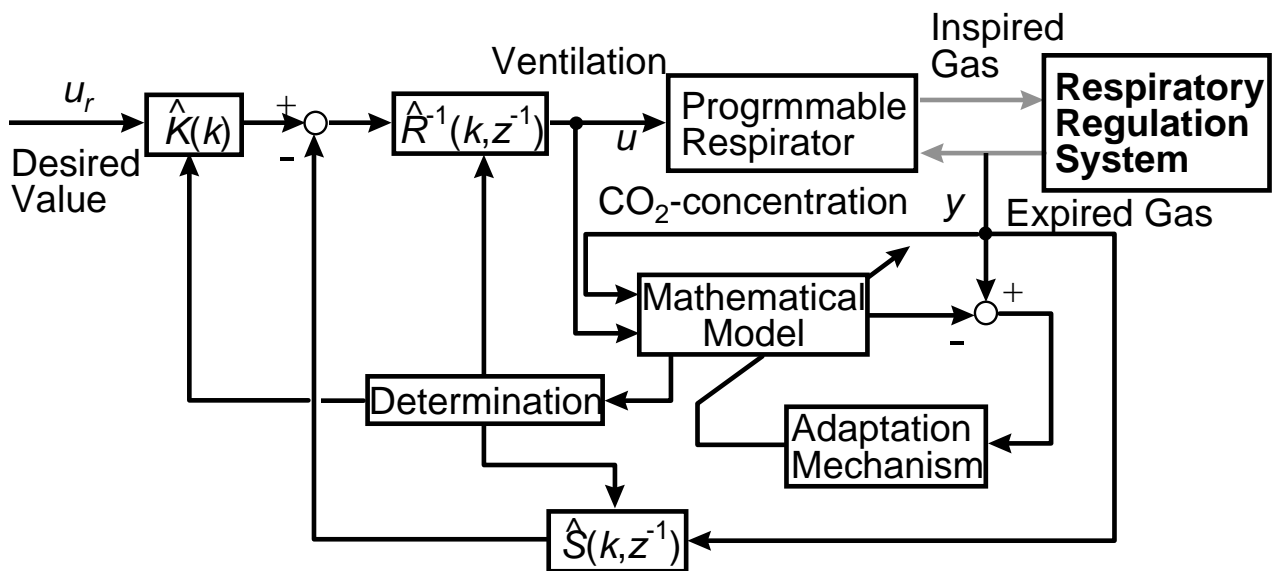 Inspired
Gas
Ventilation
u_r
Desired
Value
K̂(k)
+
-
R̂⁻¹(k,z⁻¹)
u
Progrmmable
Respirator
Respiratory
Regulation
System
CO₂-concentration
y
Expired Gas
Mathematical
Model
+
-
Determination
Adaptation
Mechanism
Ŝ(k,z⁻¹)